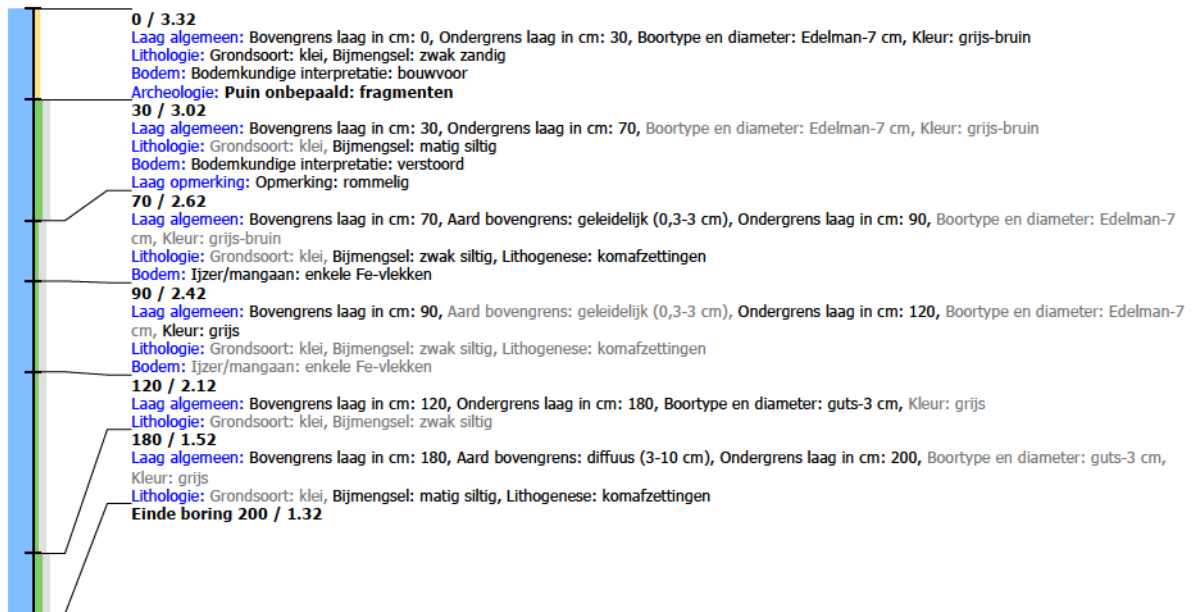 0 / 3.32
Laag algemeen: Bovengrens laag in cm: 0, Ondergrens laag in cm: 30, Boortype en diameter: Edelman-7 cm, Kleur: grijs-bruin
Lithologie: Grondsoort: klei, Bijmengsel: zwak zandig
Bodem: Bodemkundige interpretatie: bouwvoor
Archeologie: Puin onbepaald: fragmenten
30 / 3.02
Laag algemeen: Bovengrens laag in cm: 30, Ondergrens laag in cm: 70, Boortype en diameter: Edelman-7 cm, Kleur: grijs-bruin
Lithologie: Grondsoort: klei, Bijmengsel: matig siltig
Bodem: Bodemkundige interpretatie: verstoord
Laag opmerking: Opmerking: rommelig
70 / 2.62
Laag algemeen: Bovengrens laag in cm: 70, Aard bovengrens: geleidelijk (0,3-3 cm), Ondergrens laag in cm: 90, Boortype en diameter: Edelman-7
cm, Kleur: grijs-bruin
Lithologie: Grondsoort: klei, Bijmengsel: zwak siltig, Lithogenese: komafzettingen
Bodem: Ijzer/mangaan: enkele Fe-vlekken
90 / 2.42
Laag algemeen: Bovengrens laag in cm: 90, Aard bovengrens: geleidelijk (0,3-3 cm), Ondergrens laag in cm: 120, Boortype en diameter: Edelman-7
cm, Kleur: grijs
Lithologie: Grondsoort: klei, Bijmengsel: zwak siltig, Lithogenese: komafzettingen
Bodem: Ijzer/mangaan: enkele Fe-vlekken
120 / 2.12
Laag algemeen: Bovengrens laag in cm: 120, Ondergrens laag in cm: 180, Boortype en diameter: guts-3 cm, Kleur: grijs
Lithologie: Grondsoort: klei, Bijmengsel: zwak siltig
180 / 1.52
Laag algemeen: Bovengrens laag in cm: 180, Aard bovengrens: diffuus (3-10 cm), Ondergrens laag in cm: 200, Boortype en diameter: guts-3 cm,
Kleur: grijs
Lithologie: Grondsoort: klei, Bijmengsel: matig siltig, Lithogenese: komafzettingen
Einde boring 200 / 1.32